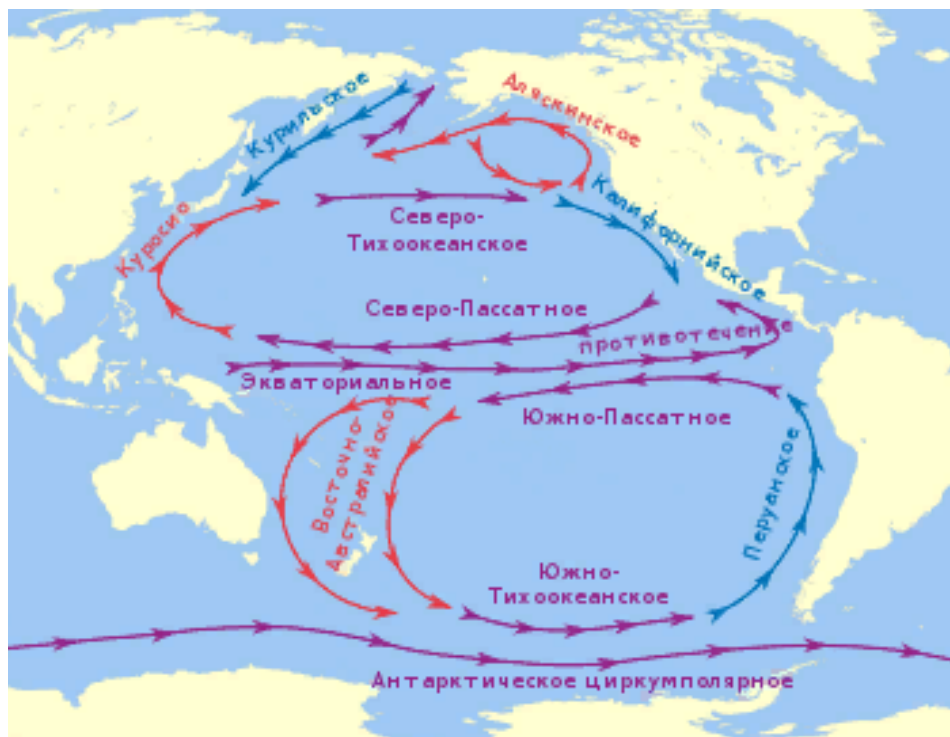 Аляскинское
Курильское
Калифорнийское
Куросио
Северо-
Тихоокеанское
Северо-Пассатное
противотечение
Экваториальное
Южно-Пассатное
Восточно-
Австралийское
Перуанское
Южно-
Тихоокеанское
Антарктическое циркумполярное